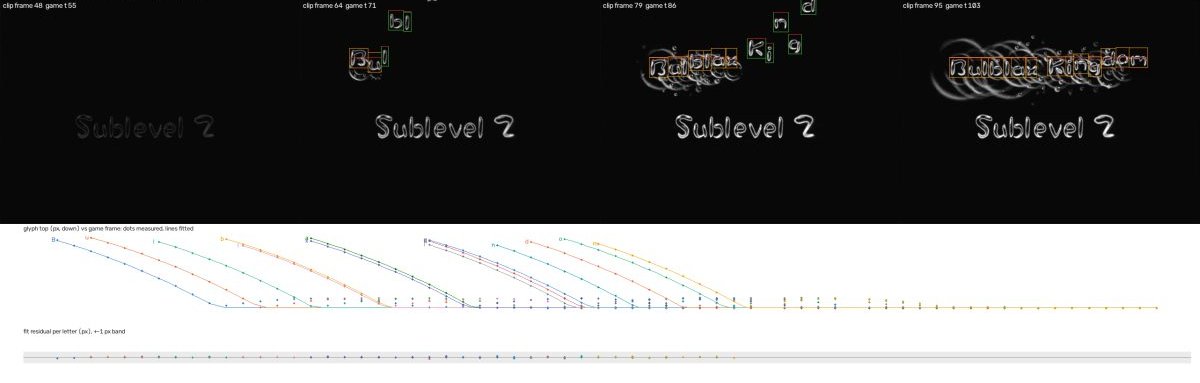 clip frame 48 game t 55
clip frame 64 game t 71
clip frame 79 game t 86
clip frame 95 game t 103
bl
d
n
Bul
Ki g
Bulblax
Bulblax Kingdom
Sublevel 2
Sublevel 2
Sublevel 2
Sublevel 2
glyph top (px, down) vs game frame: dots measured, lines fitted
fit residual per letter (px), +-1 px band